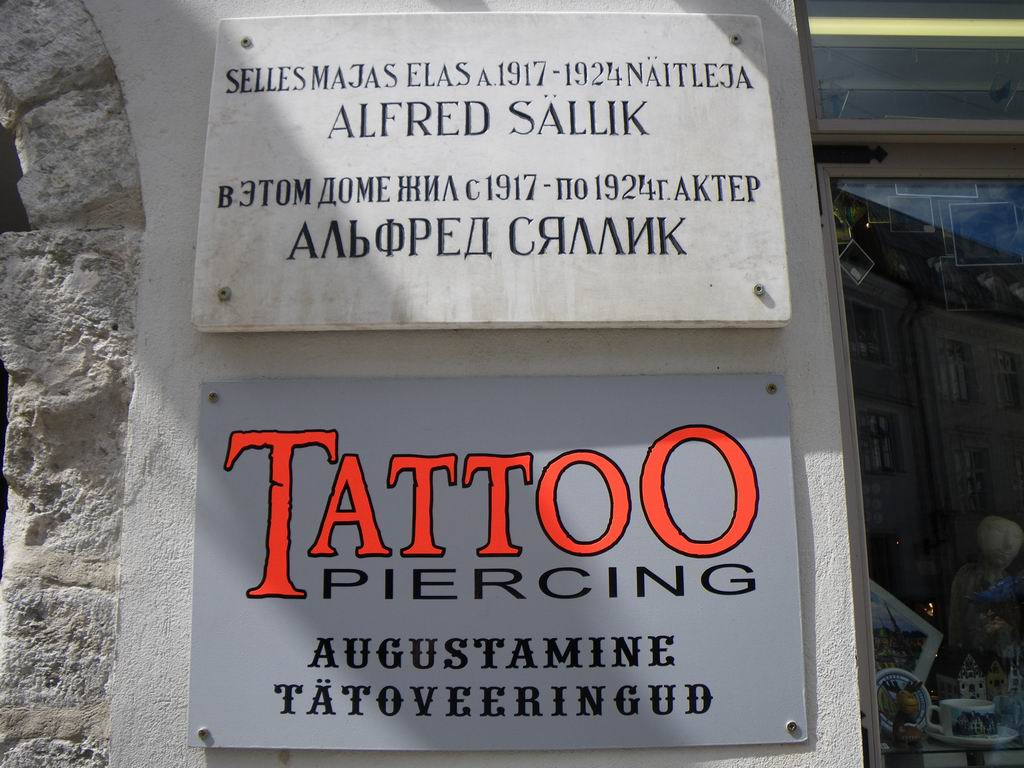 SELLES MAJAS ELAS A.1917-1924 NÄITLEJA
ALFRED SÄLLIK
В ЭТОМ ДОМЕ ЖИЛ С 1917-ПО 1924Г. АКТЕР
АЛЬФРЕД СЯЛЛИК
TATTOO
PIERCING
AUGUSTAMINE
TÄTOVEERINGUD